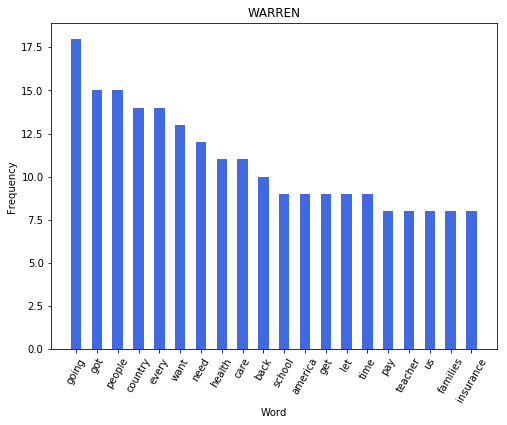 WARREN
Frequency
17.5
15.0
12.5
10.0
7.5
5.0
2.5
0.0
going
got
people
country
every
want
need
health
care
back
school
america
get
let
time
pay
teacher
us
families
insurance
Word